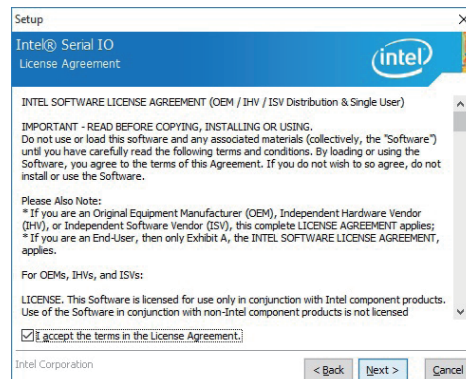 Setup
Intel® Serial IO
License Agreement
intel
INTEL SOFTWARE LICENSE AGREEMENT (OEM / IHV / ISV Distribution & Single User)
IMPORTANT - READ BEFORE COPYING, INSTALLING OR USING.
Do not use or load this software and any associated materials (collectively, the "Software")
until you have carefully read the following terms and conditions. By loading or using the
Software, you agree to the terms of this Agreement. If you do not wish to so agree, do not
install or use the Software.
Please Also Note:
* If you are an Original Equipment Manufacturer (OEM), Independent Hardware Vendor
(IHV), or Independent Software Vendor (ISV), this complete LICENSE AGREEMENT applies;
* If you are an End-User, then only Exhibit A, the INTEL SOFTWARE LICENSE AGREEMENT,
applies.
For OEMs, IHVs, and ISVs:
LICENSE. This Software is licensed for use only in conjunction with Intel component products.
Use of the Software in conjunction with non-Intel component products is not licensed
I accept the terms in the License Agreement.
Intel Corporation
< Back Next > Cancel